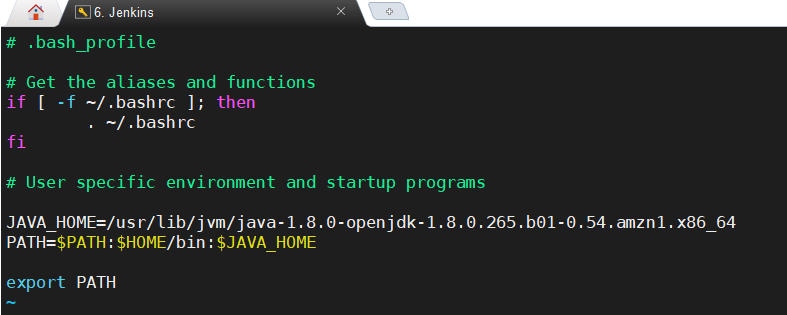 6. Jenkins
# .bash_profile
# Get the aliases and functions
if [ -f ~/.bashrc ]; then
. ~/.bashrc
fi
# User specific environment and startup programs
JAVA_HOME=/usr/lib/jvm/java-1.8.0-openjdk-1.8.0.265.b01-0.54.amzn1.x86_64
PATH=$PATH:$HOME/bin:$JAVA_HOME
export PATH
~